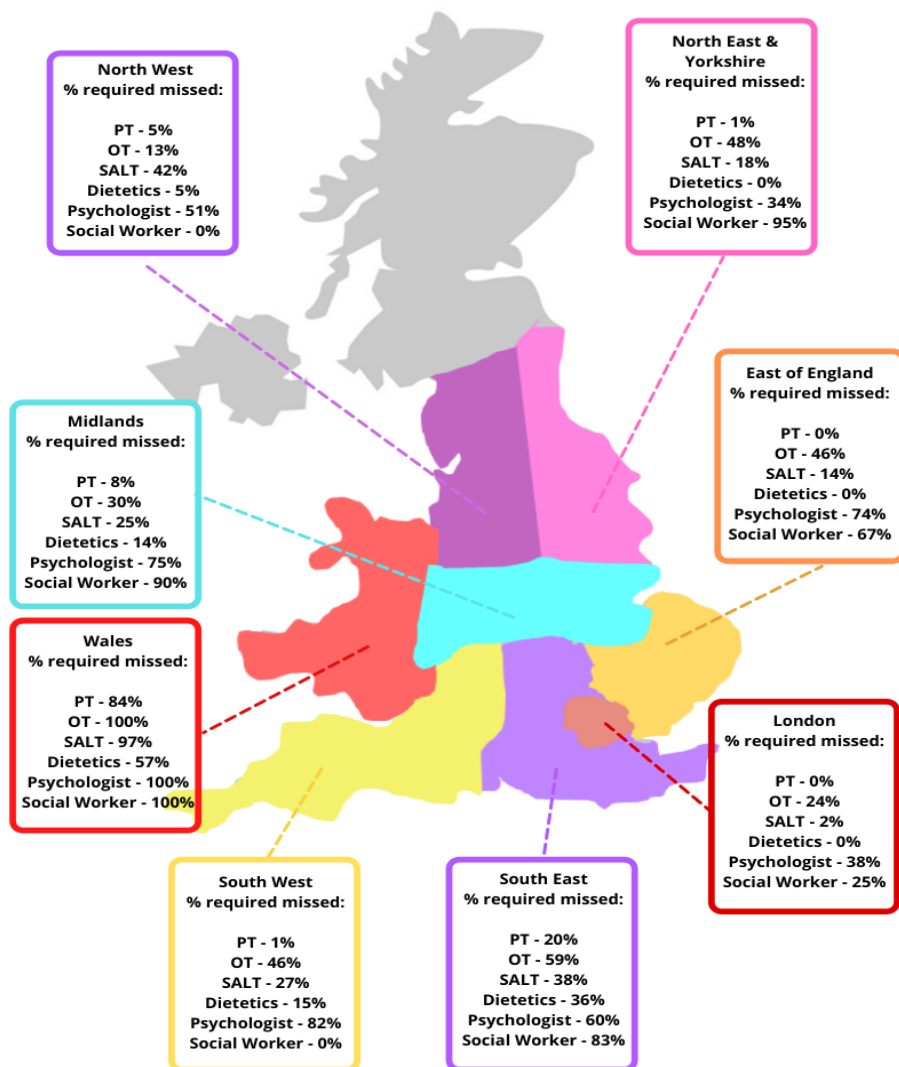 North West
% required missed:
PT - 5%
OT - 13%
SALT - 42%
Dietetics - 5%
Psychologist - 51%
Social Worker - 0%
North East &
Yorkshire
% required missed:
PT - 1%
OT - 48%
SALT - 18%
Dietetics - 0%
Psychologist - 34%
Social Worker - 95%
East of England
% required missed:
PT - 0%
OT - 46%
SALT - 14%
Dietetics - 0%
Psychologist - 74%
Social Worker - 67%
Midlands
% required missed:
PT - 8%
OT - 30%
SALT - 25%
Dietetics - 14%
Psychologist - 75%
Social Worker - 90%
Wales
% required missed:
PT - 84%
OT - 100%
SALT - 97%
Dietetics - 57%
Psychologist - 100%
Social Worker - 100%
London
% required missed:
PT - 0%
OT - 24%
SALT - 2%
Dietetics - 0%
Psychologist - 38%
Social Worker - 25%
South West
% required missed:
PT - 1%
OT - 46%
SALT - 27%
Dietetics - 15%
Psychologist - 82%
Social Worker - 0%
South East
% required missed:
PT - 20%
OT - 59%
SALT - 38%
Dietetics - 36%
Psychologist - 60%
Social Worker - 83%